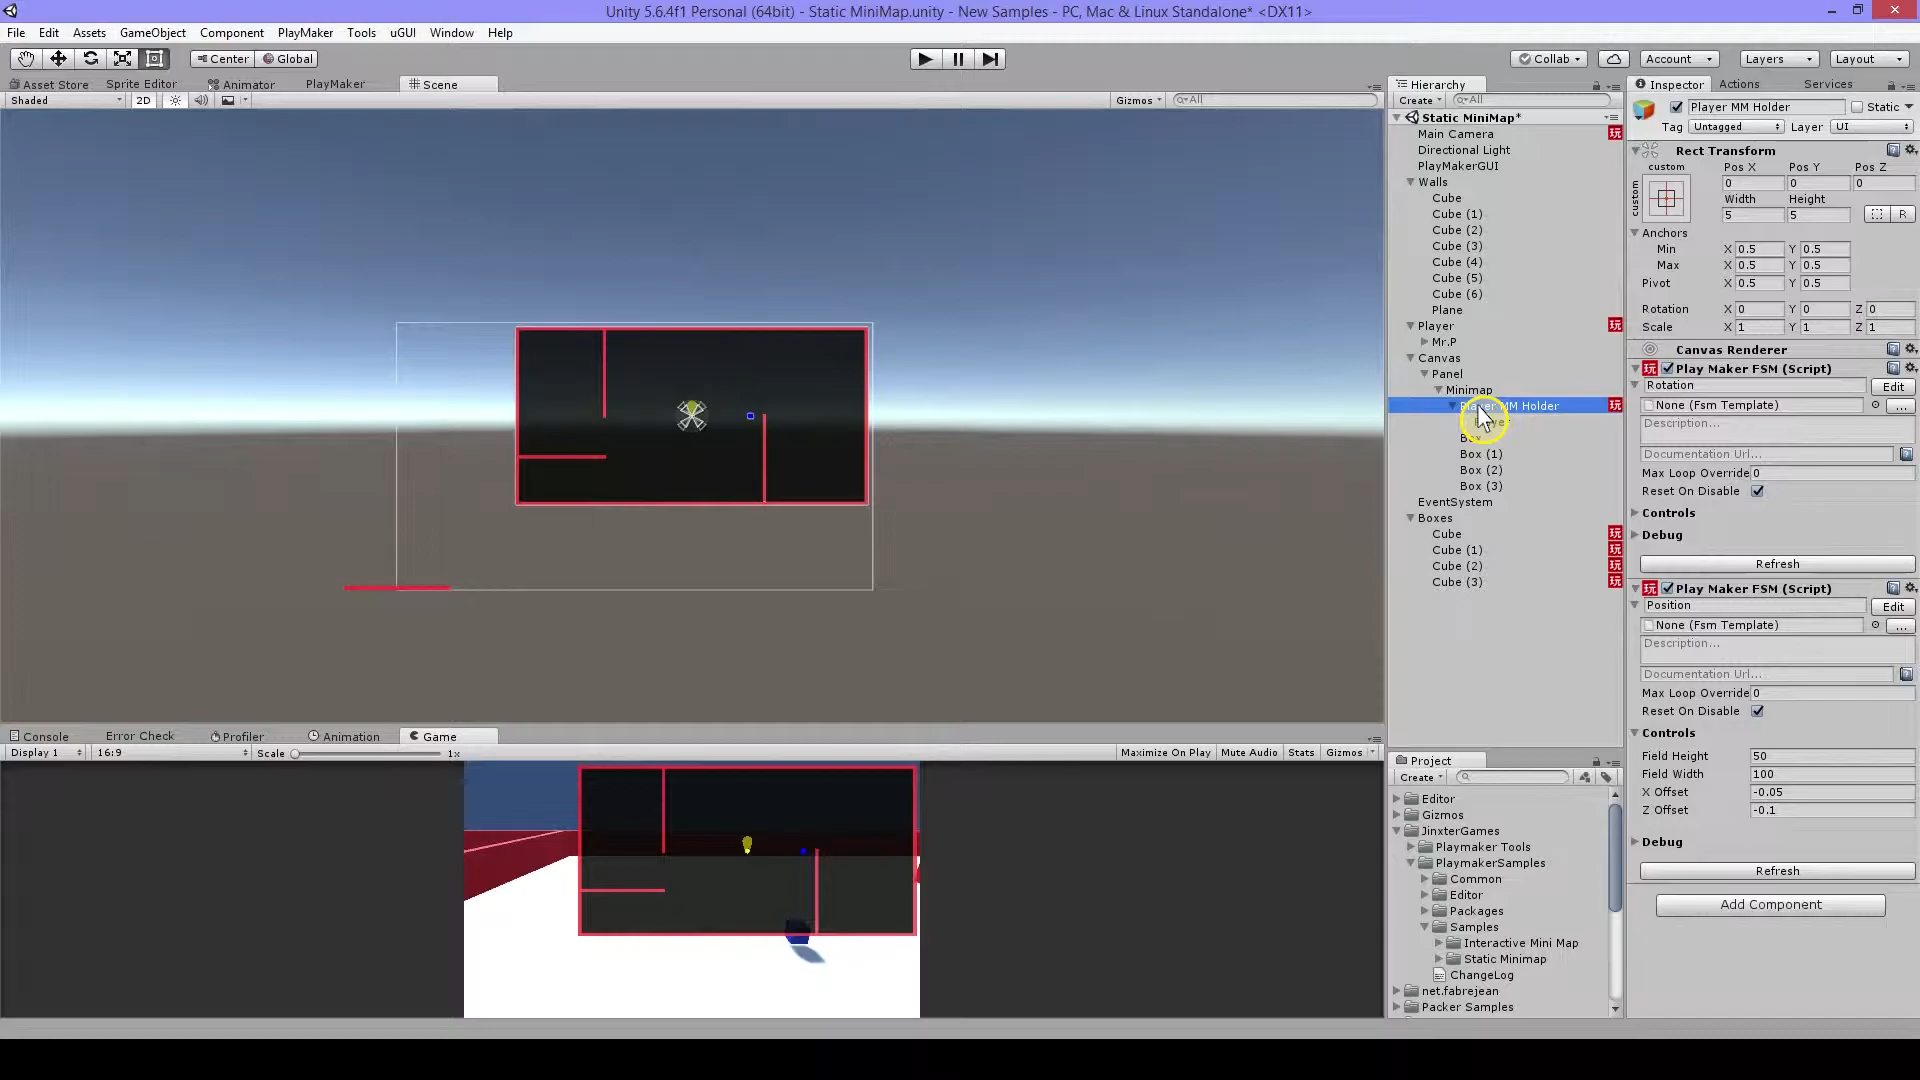 Unity 5.6.4f1 Personal (64bit) - Static MiniMap.unity - New Samples - PC, Mac & Linux Standalone* <DX11>
File Edit Assets GameObject Component PlayMaker Tools uGUI Window Help
Center Global Collab Account Layers Layout
Asset Store Sprite Editor Animator PlayMaker Scene
Shaded 2D Gizmos All
Hierarchy
Create All
Static MiniMap*
Main Camera
Directional Light
PlayMakerGUI
Walls
Cube
Cube (1)
Cube (2)
Cube (3)
Cube (4)
Cube (5)
Cube (6)
Plane
Player
Mr.P
Canvas
Panel
Minimap
Player MM Holder
Box (1)
Box (2)
Box (3)
EventSystem
Boxes
Cube
Cube (1)
Cube (2)
Cube (3)
Inspector Actions Services
Player MM Holder Static
Tag Untagged Layer UI
Rect Transform
custom Pos X Pos Y Pos Z
custom 0 0 0
Width Height
5 5 R
Anchors
Min X 0.5 Y 0.5
Max X 0.5 Y 0.5
Pivot X 0.5 Y 0.5
Rotation X 0 Y 0 Z 0
Scale X 1 Y 1 Z 1
Canvas Renderer
玩 Play Maker FSM (Script)
Rotation Edit
None (Fsm Template) ...
Description...
Documentation Url...
Max Loop Override 0
Reset On Disable
Controls
Debug
Refresh
玩 Play Maker FSM (Script)
Position Edit
None (Fsm Template) ...
Description...
Documentation Url...
Max Loop Override 0
Reset On Disable
Controls
Field Height 50
Field Width 100
X Offset -0.05
Z Offset -0.1
Debug
Refresh
Add Component
Console Error Check Profiler Animation Game
Display 1 16:9 Scale 1x Maximize On Play Mute Audio Stats Gizmos
Project
Create
Editor
Gizmos
JinxterGames
Playmaker Tools
PlaymakerSamples
Common
Editor
Packages
Samples
Interactive Mini Map
Static Minimap
ChangeLog
net.fabrejean
Packer Samples